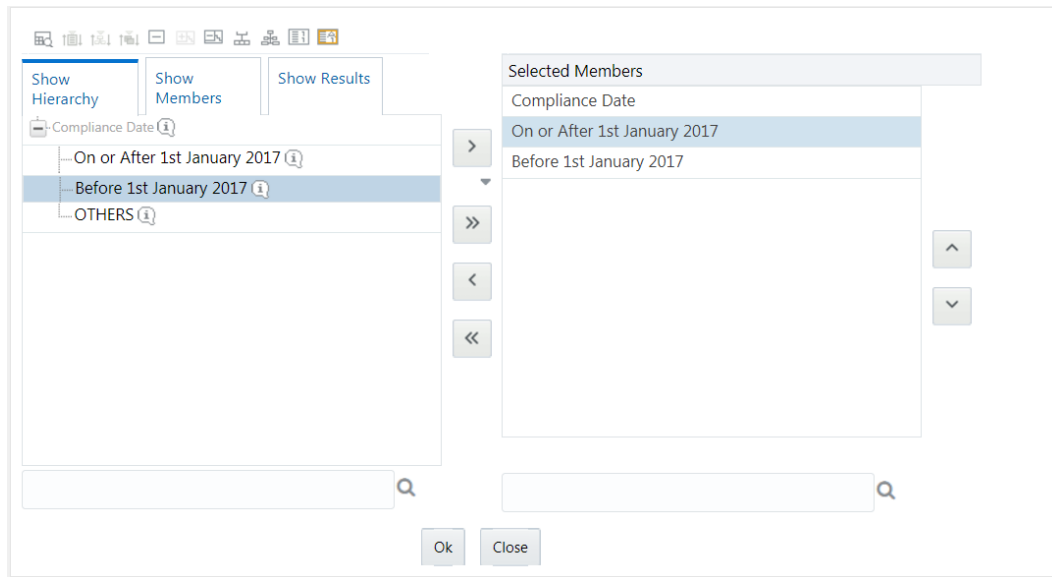 Show Hierarchy
Show Members
Show Results
Compliance Date
On or After 1st January 2017
Before 1st January 2017
OTHERS
Selected Members
Compliance Date
On or After 1st January 2017
Before 1st January 2017
Ok
Close